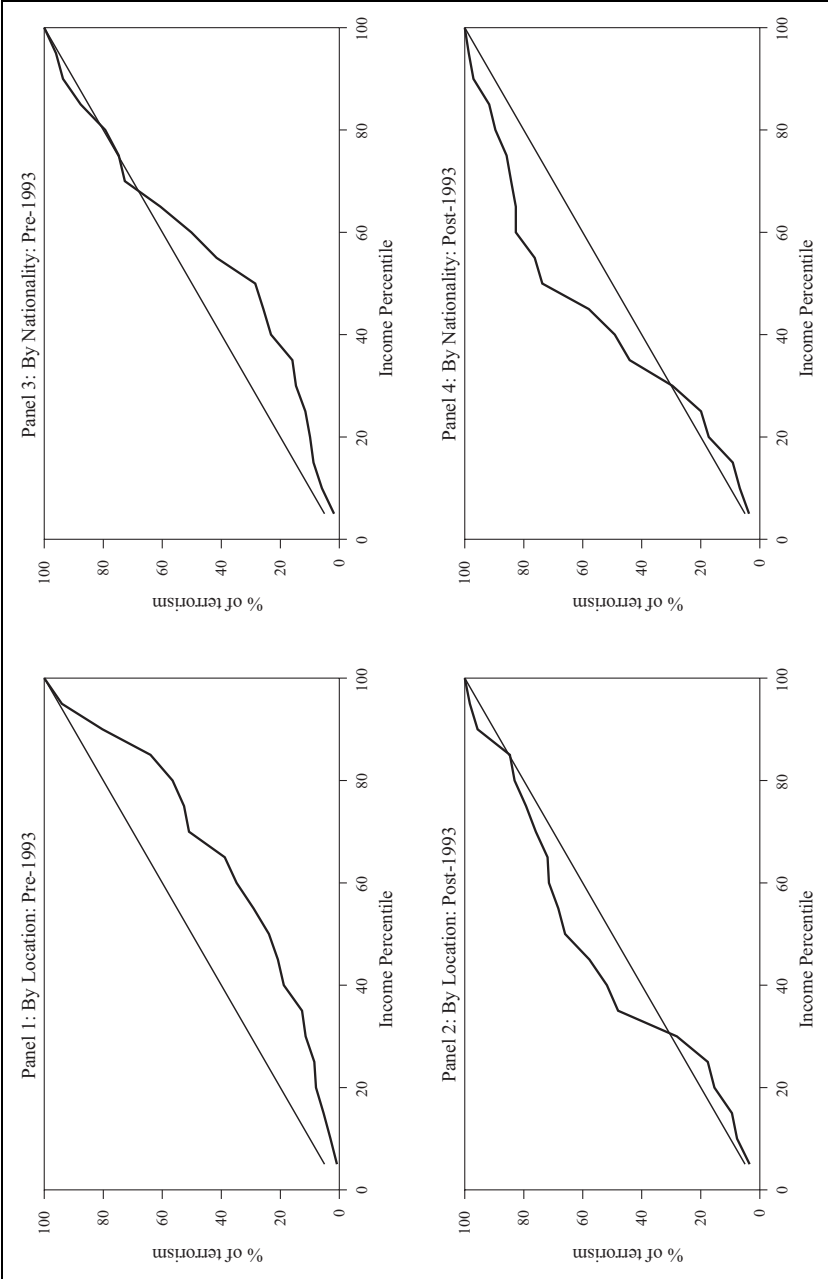 Panel 1: By Location: Pre-1993
100
80
60
40
20
0
% of terrorism
0 20 40 60 80 100
Income Percentile
Panel 3: By Nationality: Pre-1993
100
80
60
40
20
0
% of terrorism
0 20 40 60 80 100
Income Percentile
Panel 2: By Location: Post-1993
100
80
60
40
20
0
% of terrorism
0 20 40 60 80 100
Income Percentile
Panel 4: By Nationality: Post-1993
100
80
60
40
20
0
% of terrorism
0 20 40 60 80 100
Income Percentile